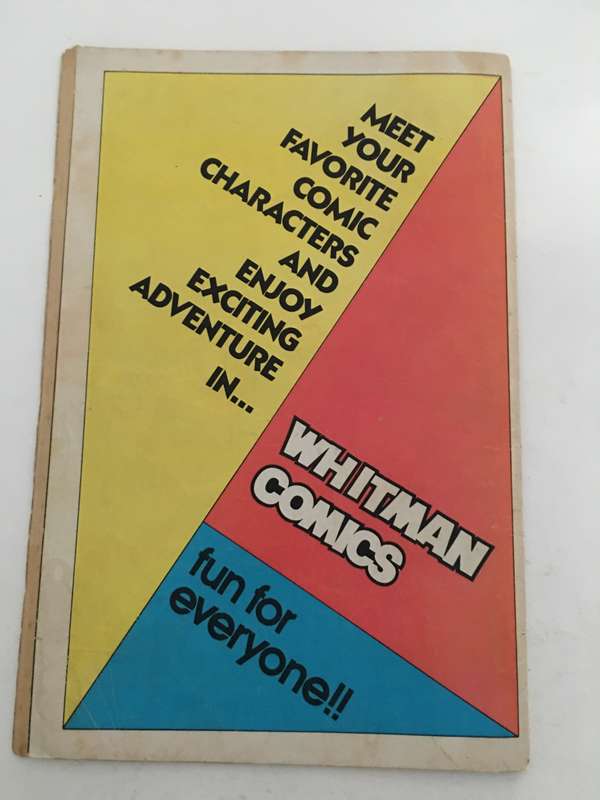 MEET
YOUR
FAVORITE
COMIC
CHARACTERS
AND
ENJOY
EXCITING
ADVENTURE
IN...
WHITMAN
COMICS
fun for
everyone!!